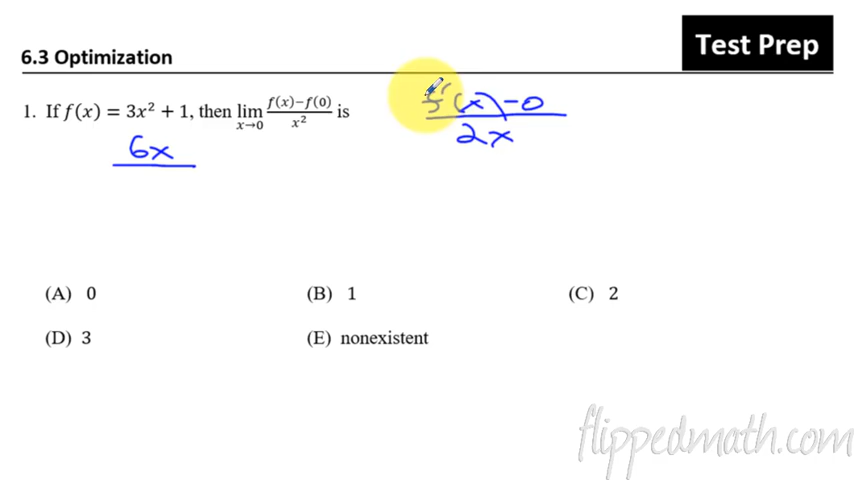 Test Prep
6.3 Optimization
1. If f(x) = 3x² + 1, then lim x→0 (f(x)−f(0))/x² is
f'(x) − 0
2x
6x
(A) 0
(B) 1
(C) 2
(D) 3
(E) nonexistent
flippedmath.com